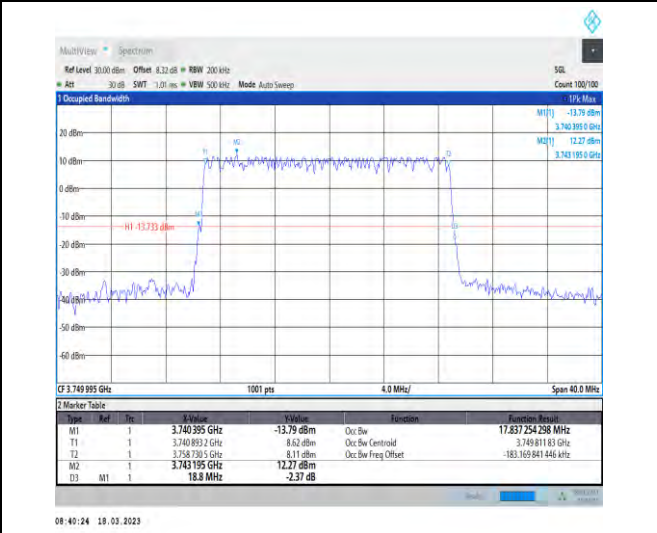 MultiView Spectrum
Ref Level 30.00 dBm Offset 8.32 dB RBW 200 kHz SGL
Att 30 dB SWT 1.01 ms VBW 500 kHz Mode Auto Sweep Count 100/100
1 Occupied Bandwidth 1Pk Max
M1[1] -13.79 dBm
3.740 395 0 GHz
M2[1] 12.27 dBm
3.743 195 0 GHz
20 dBm
10 dBm
0 dBm
-10 dBm
-20 dBm
-30 dBm
-40 dBm
-50 dBm
-60 dBm
T1
M2
T2
M1
H1 -13.733 dBm
D3
CF 3.749 995 GHz 1001 pts 4.0 MHz/ Span 40.0 MHz
2 Marker Table
Type Ref Trc X-Value Y-Value Function Function Result
M1 1 3.740 395 GHz -13.79 dBm Occ Bw 17.837 254 298 MHz
T1 1 3.740 893 2 GHz 8.62 dBm Occ Bw Centroid 3.749 811 83 GHz
T2 1 3.758 730 5 GHz 8.11 dBm Occ Bw Freq Offset -183.169 841 446 kHz
M2 1 3.743 195 GHz 12.27 dBm
D3 M1 1 18.8 MHz -2.37 dB
08:40:24 18.03.2023